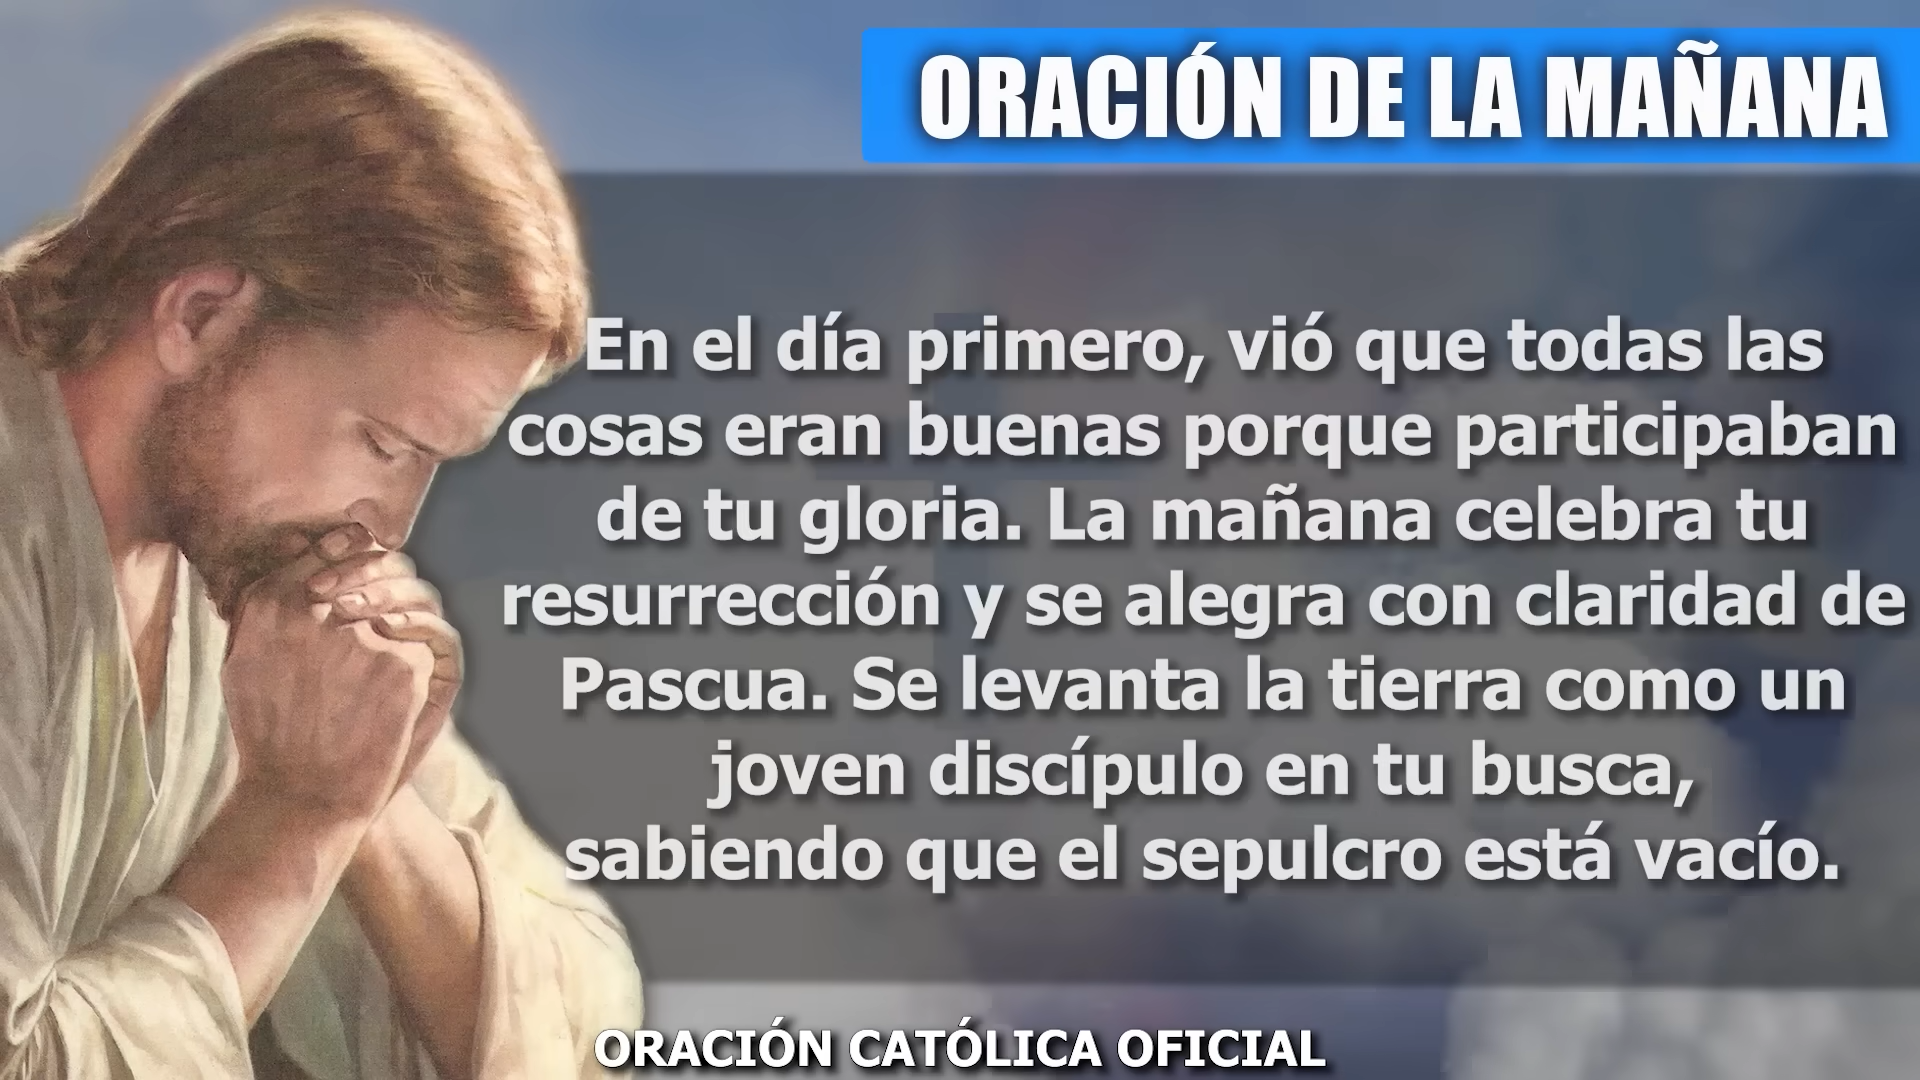 ORACIÓN DE LA MAÑANA
En el día primero, vió que todas las
cosas eran buenas porque participaban
de tu gloria. La mañana celebra tu
resurrección y se alegra con claridad de
Pascua. Se levanta la tierra como un
joven discípulo en tu busca,
sabiendo que el sepulcro está vacío.
ORACIÓN CATÓLICA OFICIAL